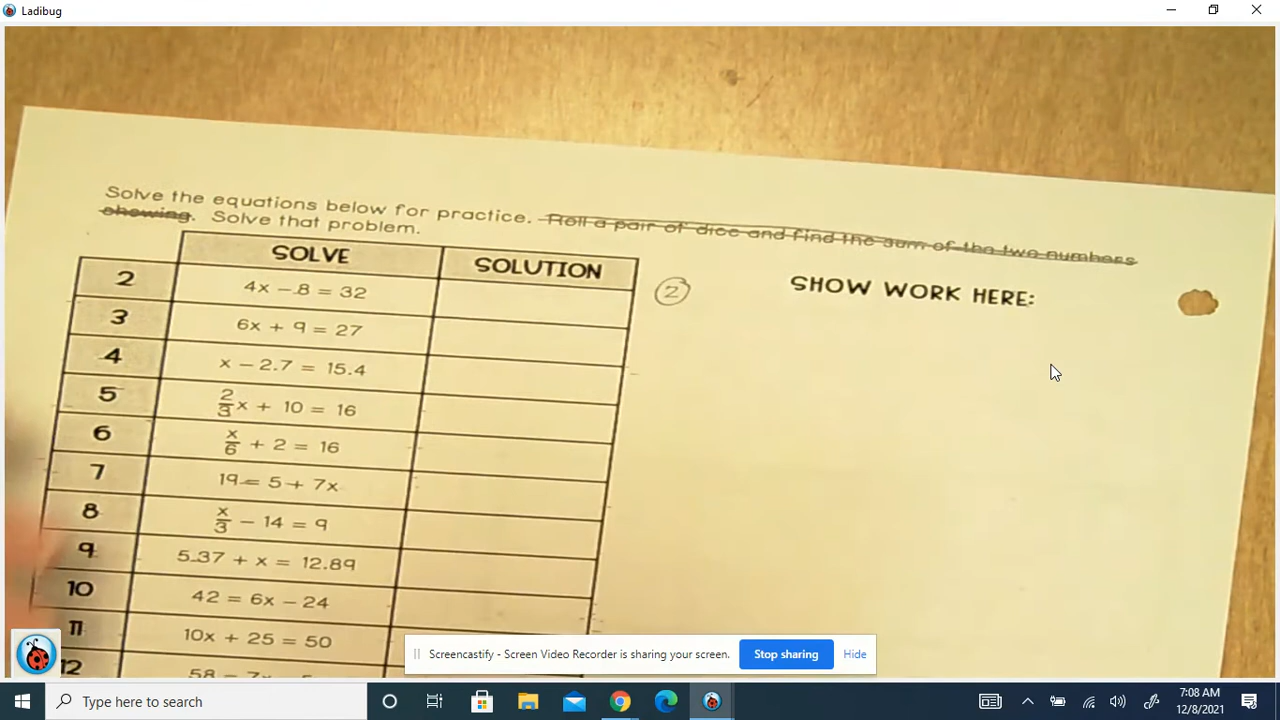 Ladibug
Solve the equations below for practice. Roll a pair of dice and find the sum of the two numbers
showing. Solve that problem.
SOLVE SOLUTION
2 4x - 8 = 32
3 6x + 9 = 27
4 x - 2.7 = 15.4
5 2/3x + 10 = 16
6 x/6 + 2 = 16
7 19 = 5 + 7x
8 x/3 - 14 = 9
9 5.37 + x = 12.89
10 42 = 6x - 24
11 10x + 25 = 50
12
2
SHOW WORK HERE:
Screencastify - Screen Video Recorder is sharing your screen. Stop sharing Hide
Type here to search
7:08 AM
12/8/2021